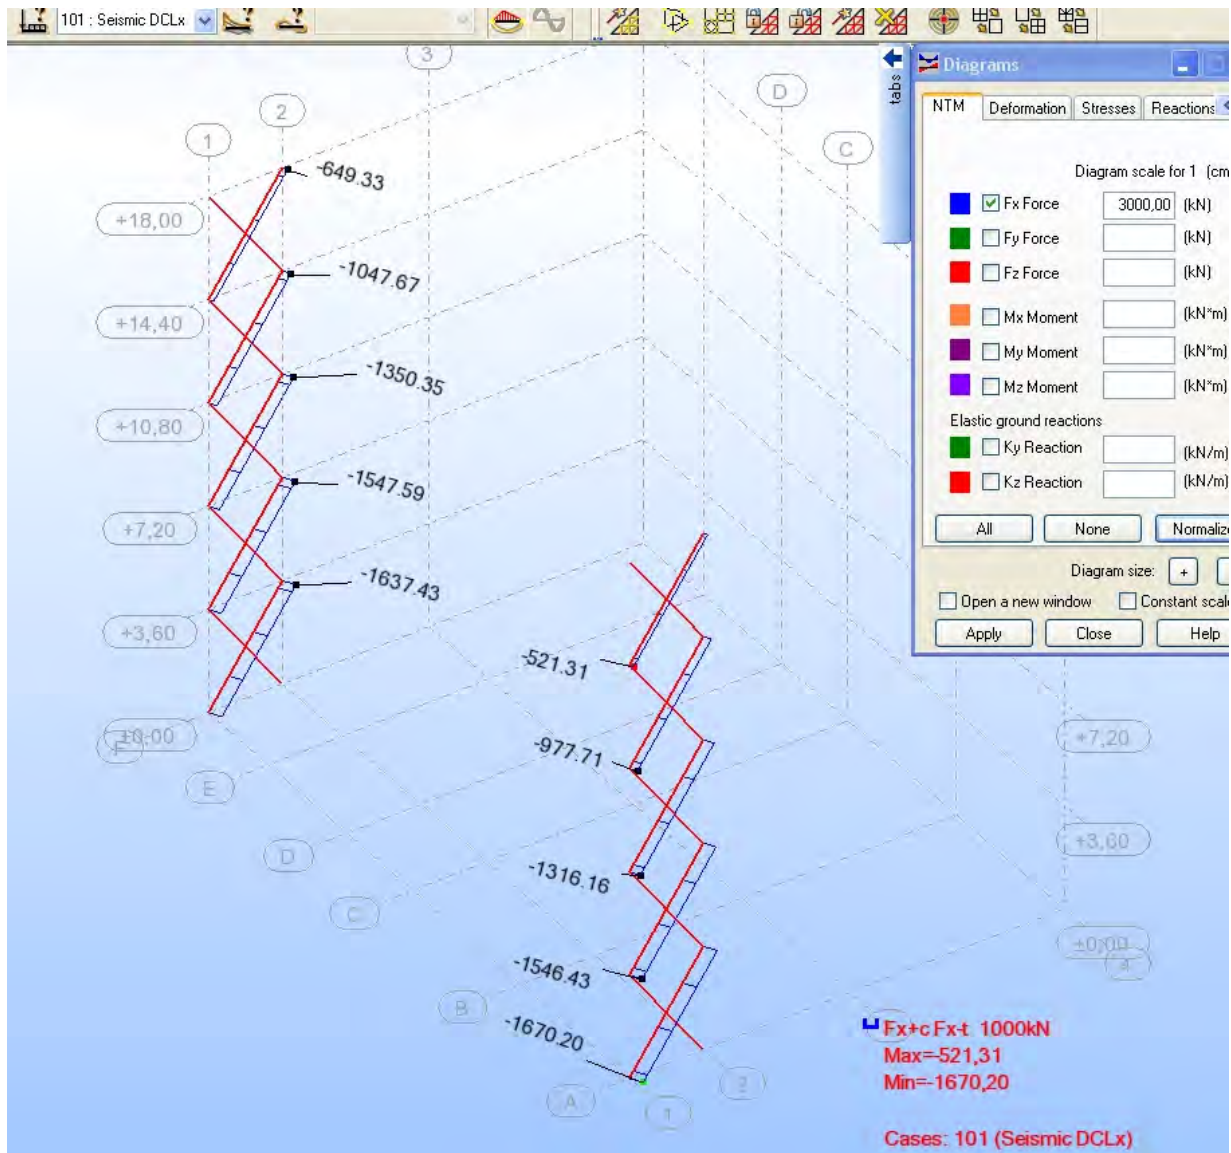 101 : Seismic DCLx
tabs
Diagrams
NTM
Deformation
Stresses
Reactions
Diagram scale for 1 (cm
Fx Force 3000,00 (kN)
Fy Force (kN)
Fz Force (kN)
Mx Moment (kN*m)
My Moment (kN*m)
Mz Moment (kN*m)
Elastic ground reactions
Ky Reaction (kN/m)
Kz Reaction (kN/m)
All
None
Normalize
Diagram size: +
Open a new window
Constant scale
Apply
Close
Help
3
2
1
D
C
+18,00
+14,40
+10,80
+7,20
+3,60
±0,00
F
E
D
C
B
A
1
2
-649.33
-1047.67
-1350.35
-1547.59
-1637.43
-521.31
-977.71
-1316.16
-1546.43
-1670.20
+7,20
+3,60
±0,00
Fx+c Fx-t 1000kN
Max=-521,31
Min=-1670,20
Cases: 101 (Seismic DCLx)